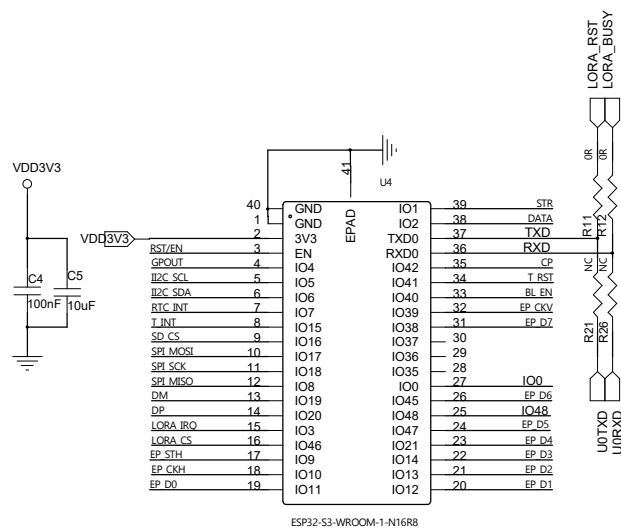 LORA_RST
LORA_BUSY
0R
0R
R11
R12
NC
NC
R21
R26
U0TXD
U0RXD
VDD3V3
C4
100nF
C5
10uF
41
U4
EPAD
VDD3V3
40 GND
1 GND
2 3V3
RST/EN 3 EN
GPOUT 4 IO4
II2C SCL 5 IO5
II2C SDA 6 IO6
RTC INT 7 IO7
T INT 8 IO15
SD CS 9 IO16
SPI MOSI 10 IO17
SPI SCK 11 IO18
SPI MISO 12 IO8
DM 13 IO19
DP 14 IO20
LORA IRQ 15 IO3
LORA CS 16 IO46
EP STH 17 IO9
EP CKH 18 IO10
EP D0 19 IO11
IO1 39 STR
IO2 38 DATA
TXD0 37 TXD
RXD0 36 RXD
IO42 35 CP
IO41 34 T RST
IO40 33 BL EN
IO39 32 EP CKV
IO38 31 EP D7
IO37 30
IO36 29
IO35 28
IO0 27 IO0
IO45 26 EP D6
IO48 25 IO48
IO47 24 EP_D5
IO21 23 EP D4
IO14 22 EP D3
IO13 21 EP D2
IO12 20 EP D1
ESP32-S3-WROOM-1-N16R8